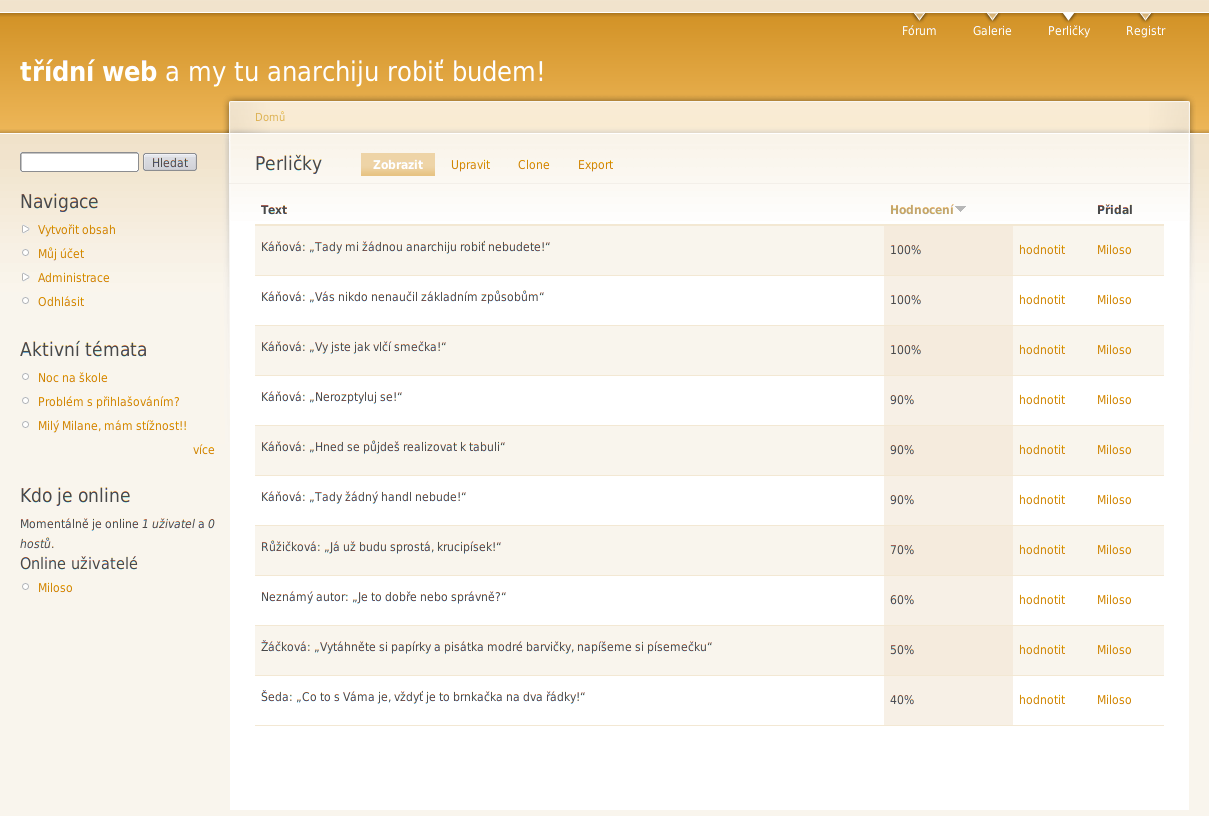 Fórum Galerie Perličky Registr
třídní web a my tu anarchiju robiť budem!
Domů
Hledat
Navigace
Vytvořit obsah
Můj účet
Administrace
Odhlásit
Aktivní témata
Noc na škole
Problém s přihlašováním?
Milý Milane, mám stížnost!!
více
Kdo je online
Momentálně je online 1 uživatel a 0
hostů.
Online uživatelé
Miloso
Perličky Zobrazit Upravit Clone Export
Text Hodnocení Přidal
Káňová: „Tady mi žádnou anarchiju robiť nebudete!“ 100% hodnotit Miloso
Káňová: „Vás nikdo nenaučil základním způsobům“ 100% hodnotit Miloso
Káňová: „Vy jste jak vlčí smečka!“ 100% hodnotit Miloso
Káňová: „Nerozptyluj se!“ 90% hodnotit Miloso
Káňová: „Hned se půjdeš realizovat k tabuli“ 90% hodnotit Miloso
Káňová: „Tady žádný handl nebude!“ 90% hodnotit Miloso
Růžičková: „Já už budu sprostá, krucipísek!“ 70% hodnotit Miloso
Neznámý autor: „Je to dobře nebo správně?“ 60% hodnotit Miloso
Žáčková: „Vytáhněte si papírky a pisátka modré barvičky, napíšeme si písemečku“ 50% hodnotit Miloso
Šeda: „Co to s Váma je, vždyť je to brnkačka na dva řádky!“ 40% hodnotit Miloso